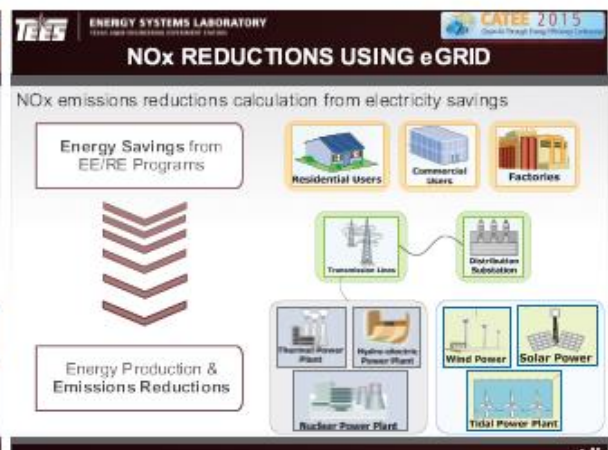 TEES
ENERGY SYSTEMS LABORATORY
CATEE 2015
NOx REDUCTIONS USING eGRID
NOx emissions reductions calculation from electricity savings
Energy Savings from
EE/RE Programs
Residential Users
Commercial
Users
Factories
Transmission Lines
Distribution
Substation
Thermal Power
Plant
Hydro-electric
Power Plant
Wind Power
Solar Power
Energy Production &
Emissions Reductions
Nuclear Power Plant
Tidal Power Plant